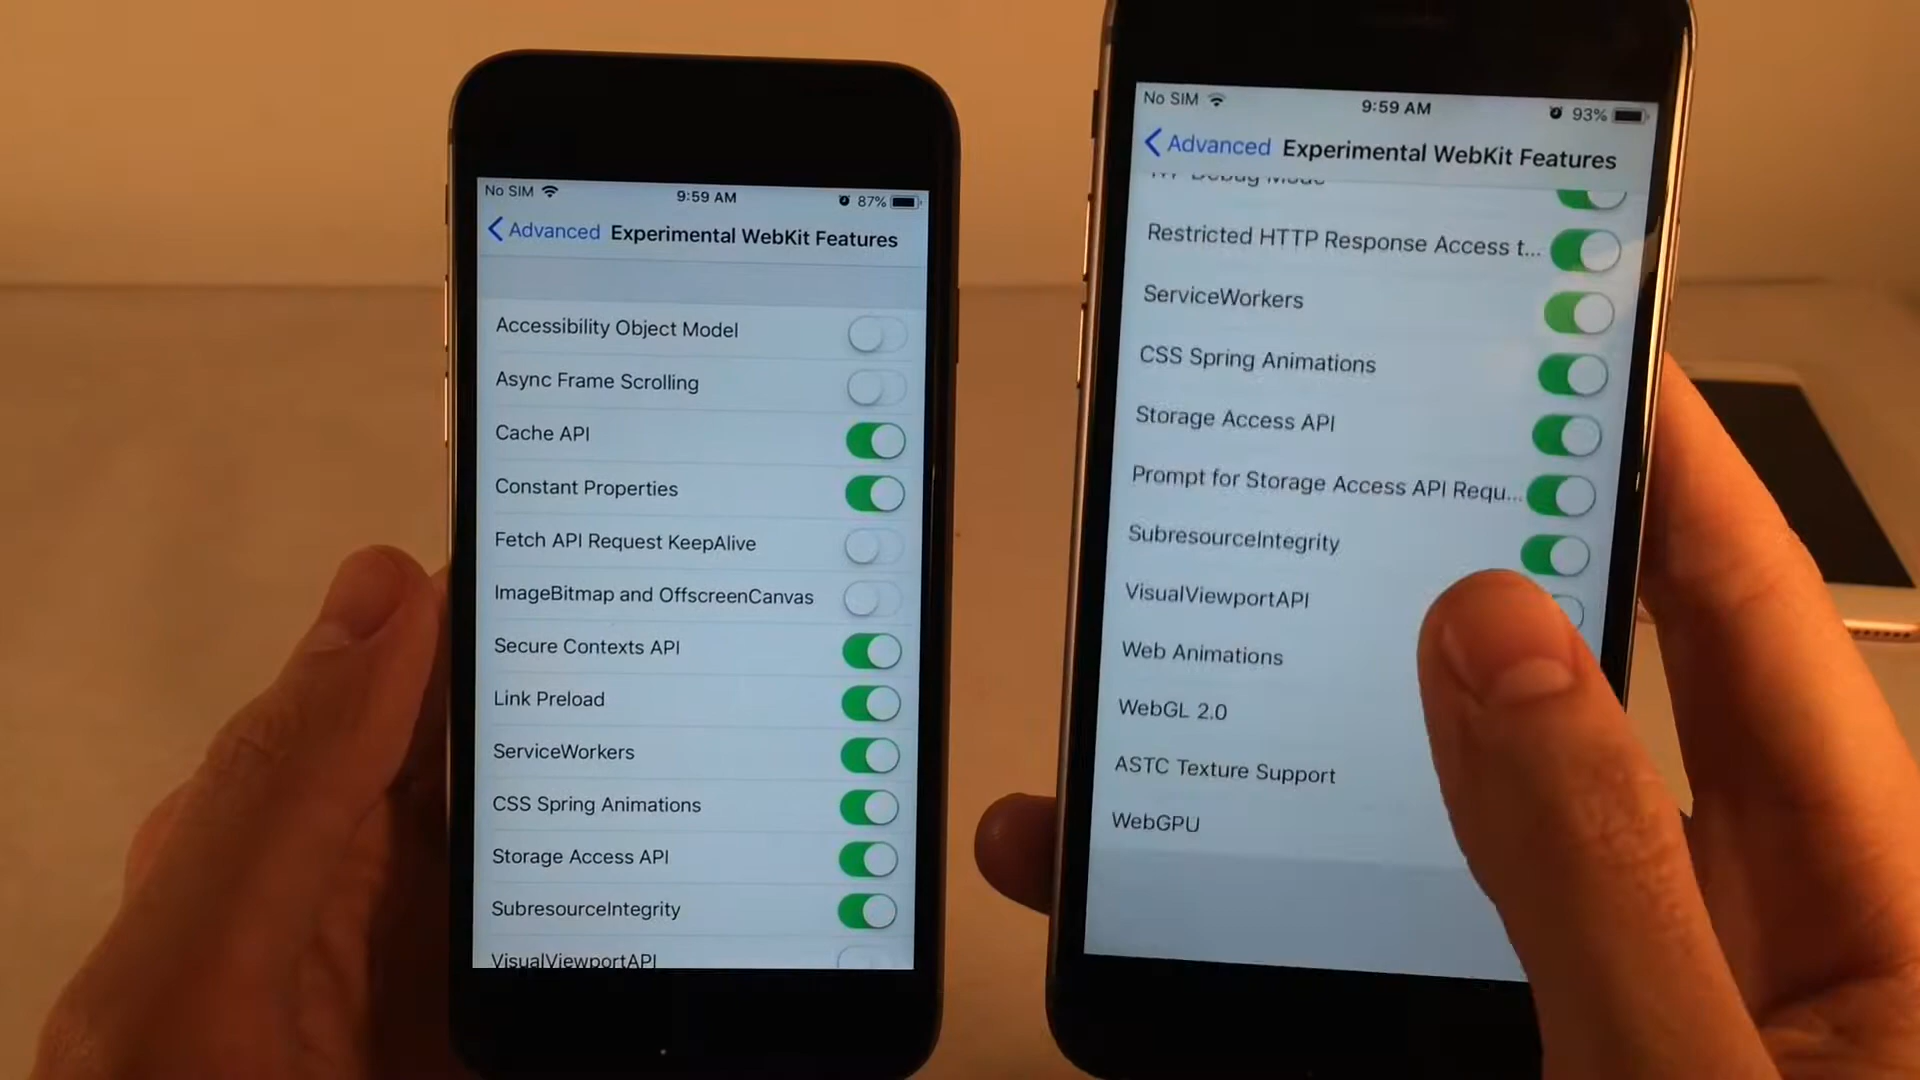 No SIM
9:59 AM
87%
Advanced
Experimental WebKit Features
Accessibility Object Model
Async Frame Scrolling
Cache API
Constant Properties
Fetch API Request KeepAlive
ImageBitmap and OffscreenCanvas
Secure Contexts API
Link Preload
ServiceWorkers
CSS Spring Animations
Storage Access API
SubresourceIntegrity
VisualViewportAPI
No SIM
9:59 AM
93%
Advanced
Experimental WebKit Features
Debug Mode
Restricted HTTP Response Access t...
ServiceWorkers
CSS Spring Animations
Storage Access API
Prompt for Storage Access API Requ...
SubresourceIntegrity
VisualViewportAPI
Web Animations
WebGL 2.0
ASTC Texture Support
WebGPU